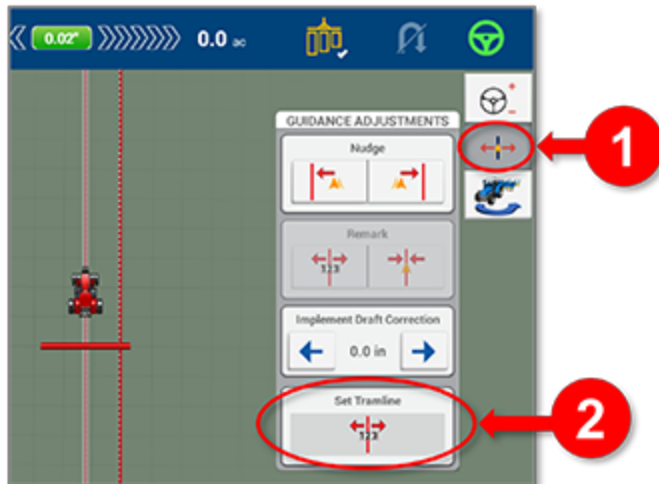 0.02" 0.0 ac
1
GUIDANCE ADJUSTMENTS
Nudge
Remark
123
Implement Draft Correction
0.0 in
Set Tramline
123
2